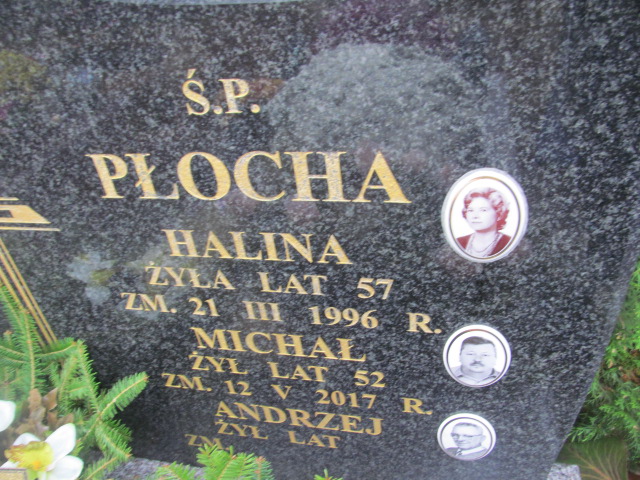 Ś.P.
PŁOCHA
HALINA
ŻYŁA LAT 57
ZM. 21 III 1996 R.
MICHAŁ
ŻYŁ LAT 52
ZM. 12 V 2017 R.
ANDRZEJ
ŻYŁ LAT
ZM.